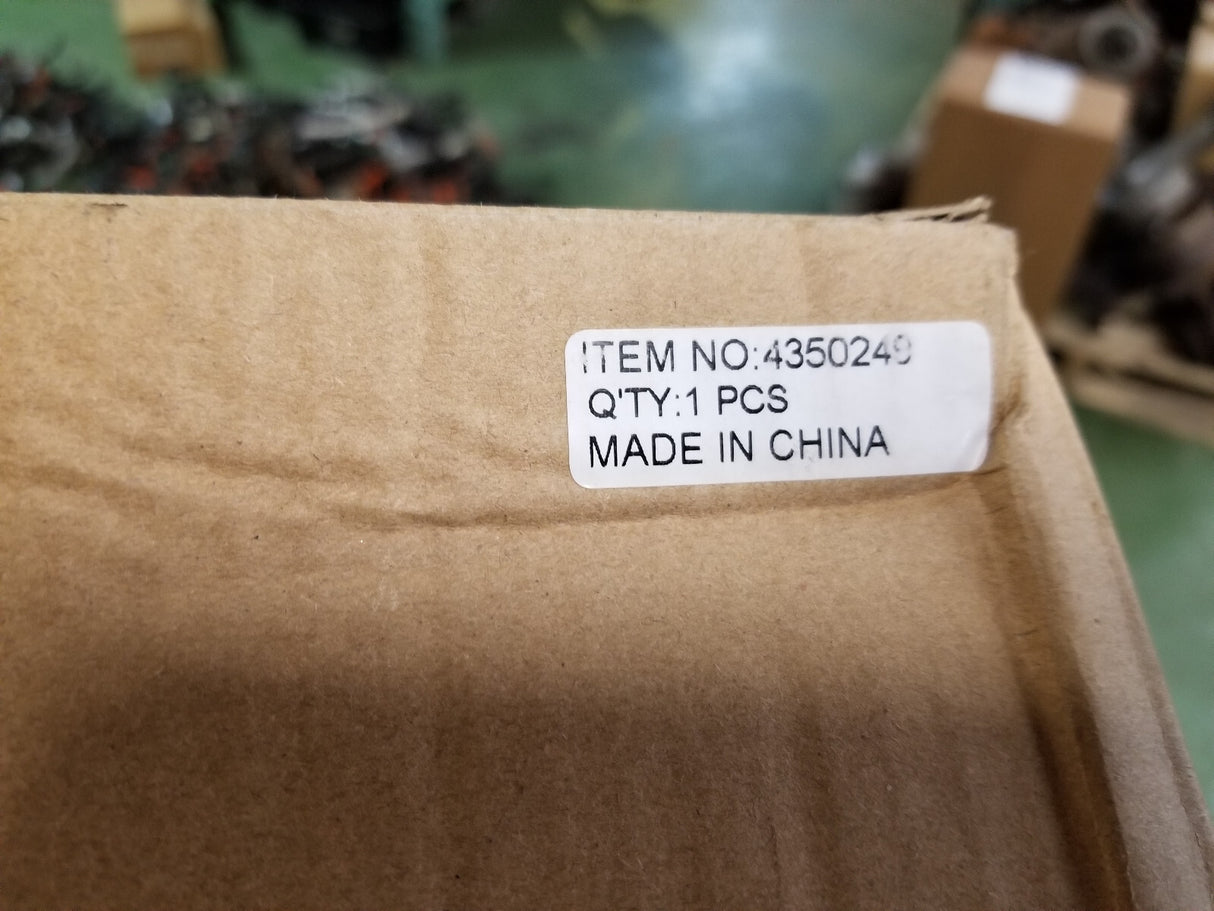 ITEM NO:4350249
Q'TY:1 PCS
MADE IN CHINA